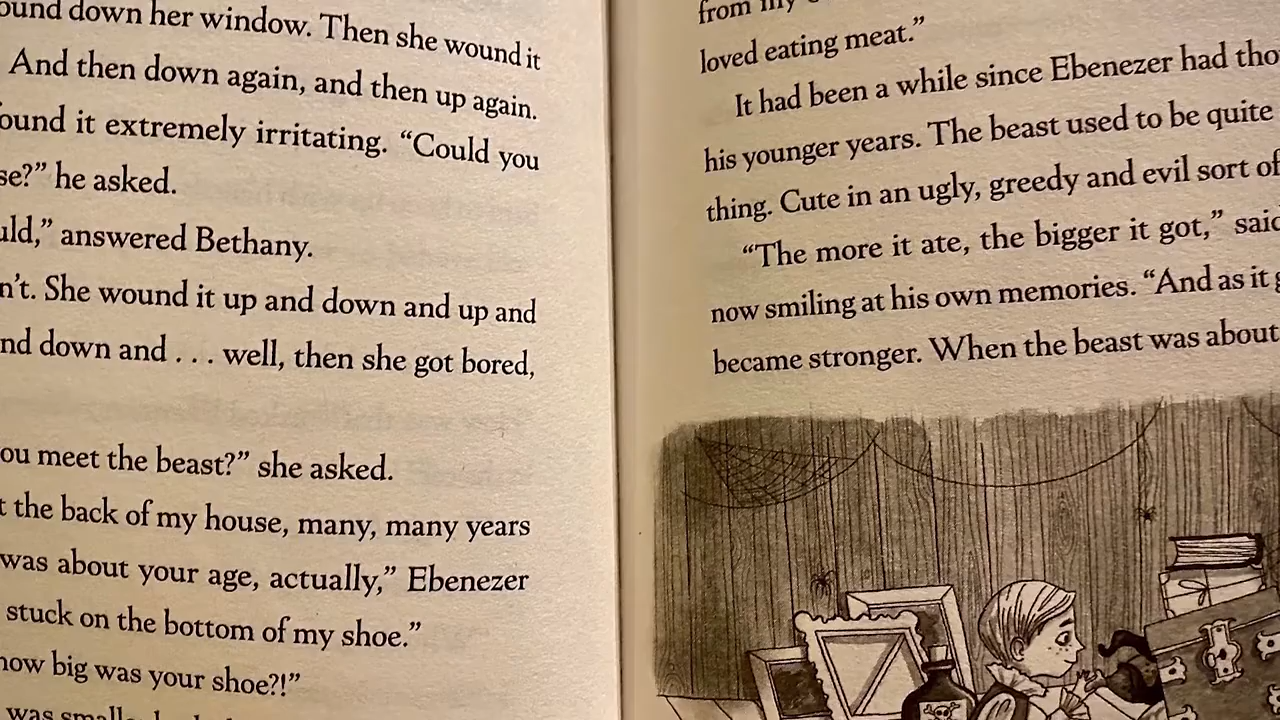 ound down her window. Then she wound it
And then down again, and then up again.
ound it extremely irritating. “Could you
se?” he asked.
uld,” answered Bethany.
n’t. She wound it up and down and up and
nd down and . . . well, then she got bored,
ou meet the beast?” she asked.
t the back of my house, many, many years
was about your age, actually,” Ebenezer
stuck on the bottom of my shoe.”
how big was your shoe?!”
was
from my
loved eating meat.”
It had been a while since Ebenezer had tho
his younger years. The beast used to be quite
thing. Cute in an ugly, greedy and evil sort of
“The more it ate, the bigger it got,” said
now smiling at his own memories. “And as it g
became stronger. When the beast was about